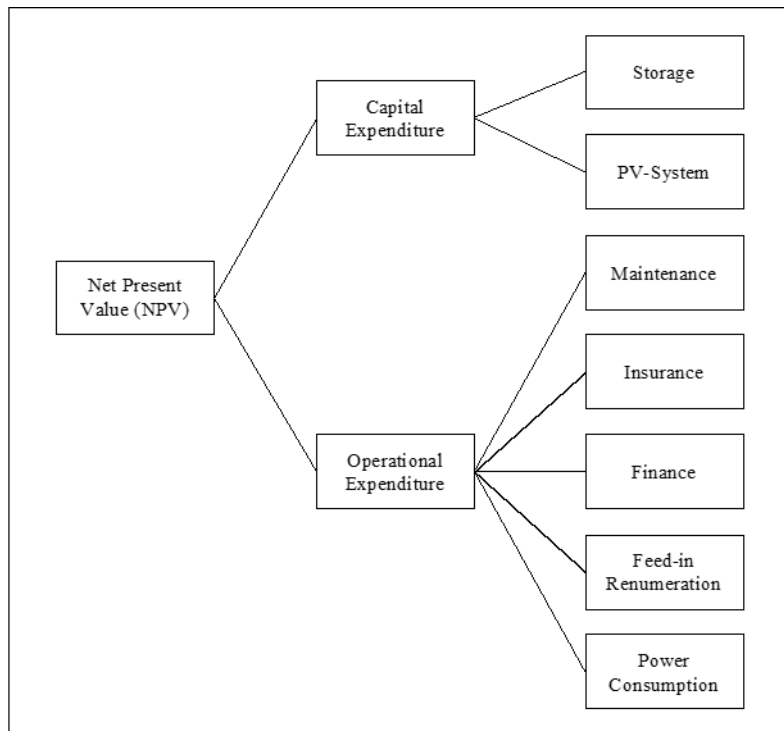 Storage
Capital
Expenditure
PV-System
Net Present
Value (NPV)
Maintenance
Insurance
Operational
Expenditure
Finance
Feed-in
Renumeration
Power
Consumption